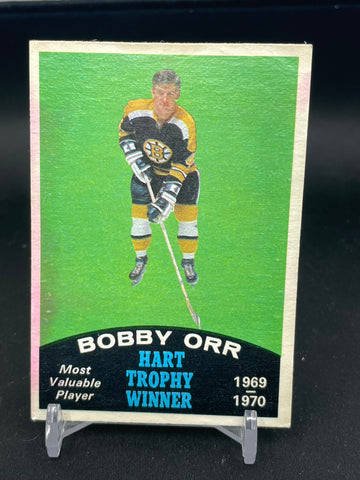 B
BOBBY ORR
Most Valuable Player
HART TROPHY WINNER
1969 - 1970